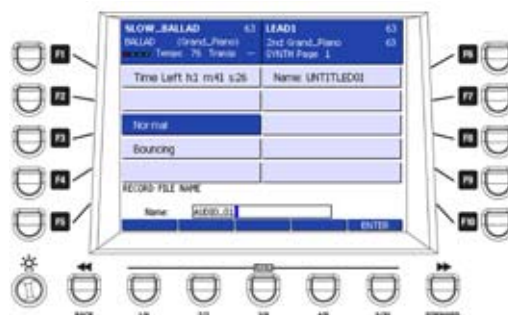 SLOW_BALLAD 63 LEAD1 63
BALLAD (Grand_Piano) 2nd Grand_Piano 63
Tempo 76 Transp -- SYNTH Page 1
F1
F6
Time Left h1 m41 s26 Name: UNTITLED01
F2
F7
Normal
F3
F8
Bouncing
F4
F9
RECORD FILE NAME
Name: AUDIO_01
F5
F10
ENTER